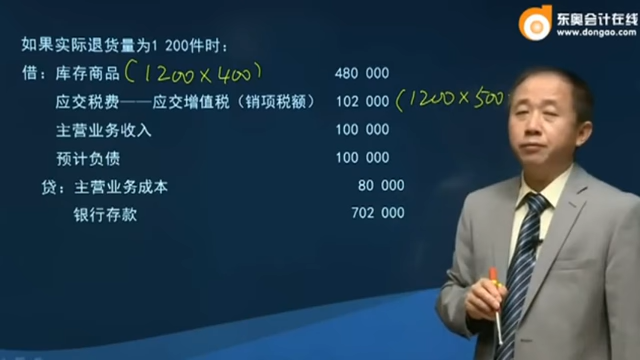 东奥会计在线
www.dongao.com
如果实际退货量为1 200件时：
借：库存商品(1200×400) 480 000
应交税费——应交增值税（销项税额） 102 000 (1200×500
主营业务收入 100 000
预计负债 100 000
贷：主营业务成本 80 000
银行存款 702 000